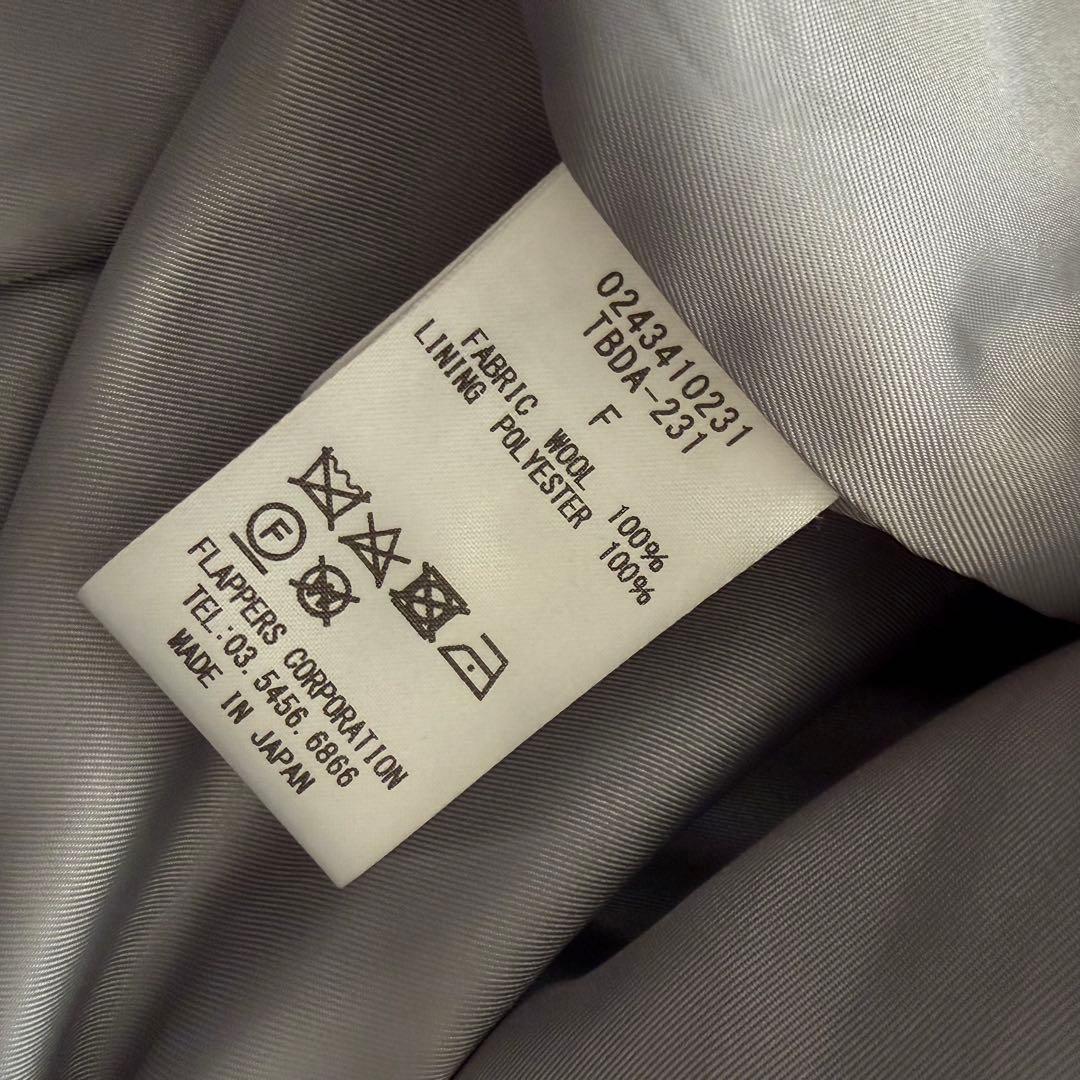 0243410231
TBDA-231
F
FABRIC WOOL 100%
LINING POLYESTER 100%
F W
FLAPPERS CORPORATION
TEL:03.5456.6866
MADE IN JAPAN